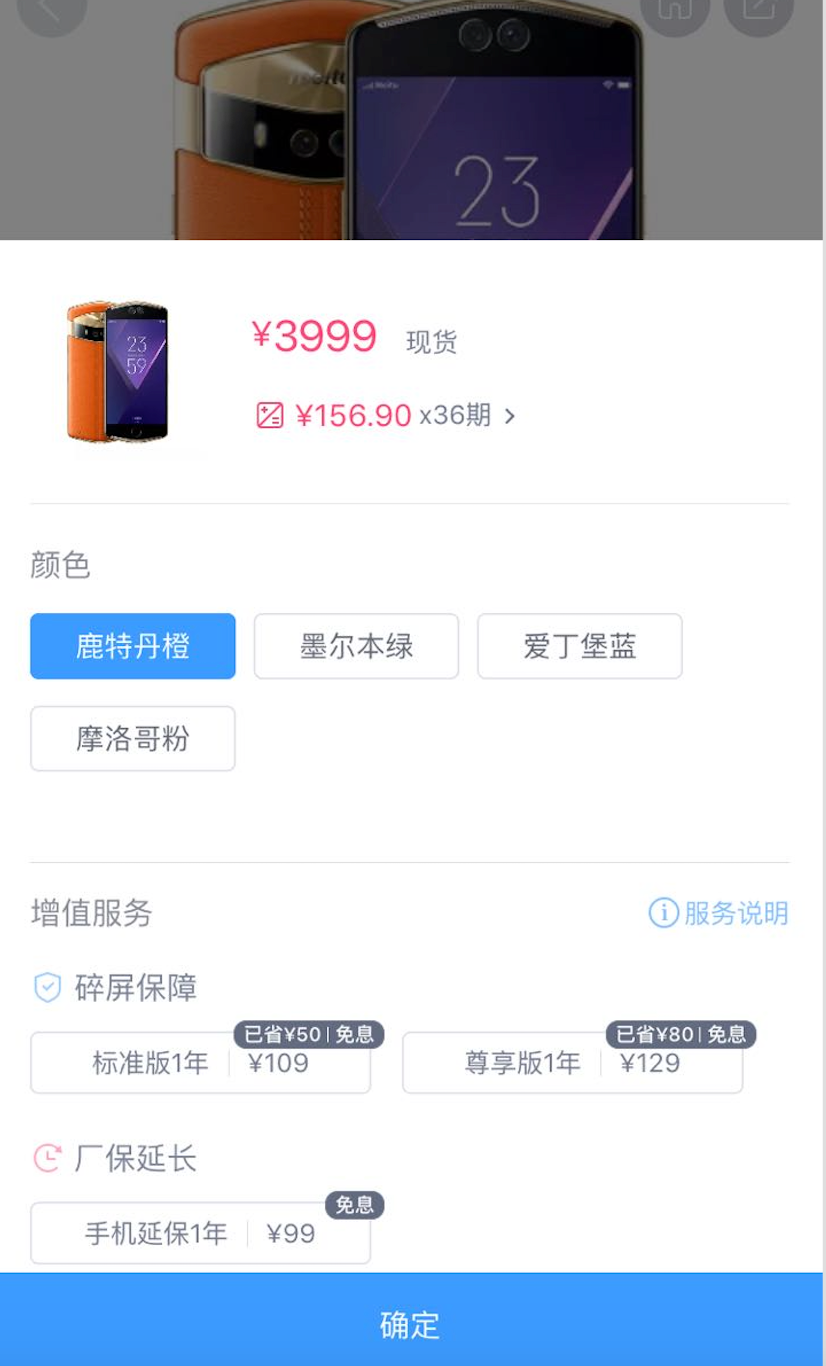 meitu
Meitu
23
¥3999 现货
23
59
¥156.90 x36期 >
颜色
鹿特丹橙 墨尔本绿 爱丁堡蓝
摩洛哥粉
增值服务 服务说明
碎屏保障
已省¥50 | 免息 已省¥80 | 免息
标准版1年 | ¥109 尊享版1年 | ¥129
厂保延长
免息
手机延保1年 | ¥99
确定